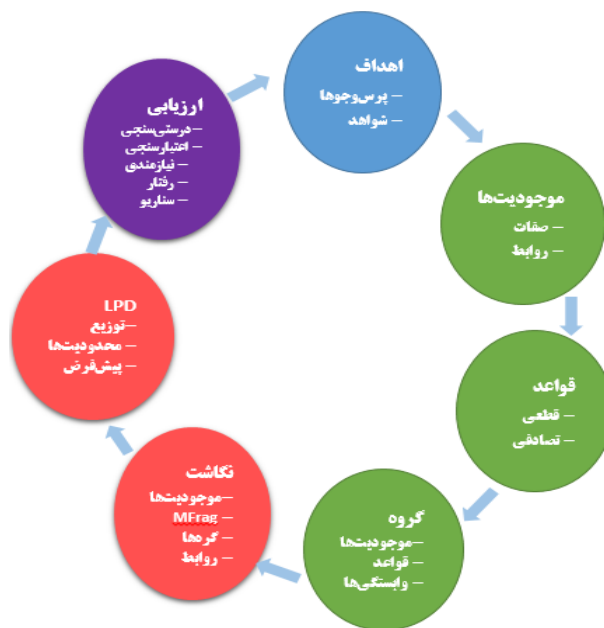 اهداف
– پرس‌وجوها
– شواهد
موجودیت‌ها
– صفات
– روابط
قواعد
– قطعی
– تصادفی
گروه
–موجودیت‌ها
– قواعد
– وابستگی‌ها
نگاشت
–موجودیت‌ها
–MFrag
– گره‌ها
– روابط
LPD
– توزیع
–محدودیت‌ها
– پیش‌فرض
ارزیابی
– درستی‌سنجی
– اعتبارسنجی
– نیازمندی
– رفتار
– سناریو